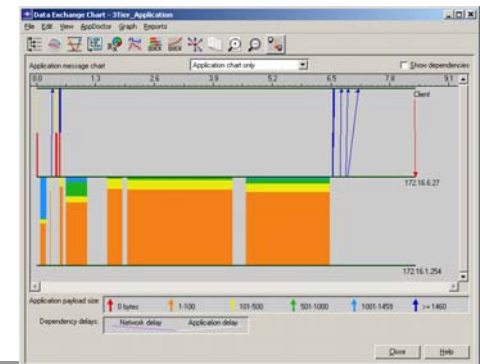 Data Exchange Chart - 3Tier_Application
File Edit View AppDoctor Graph Reports
Application message chart
Application chart only
Show dependencies
0.0 1.3 2.6 3.9 5.2 6.5 7.8 9.1
Client
172.16.6.27
172.16.1.254
Application payload size:
0 bytes 1-100 101-500 501-1000 1001-1459 >= 1460
Dependency delays: Network delay Application delay
Close Help